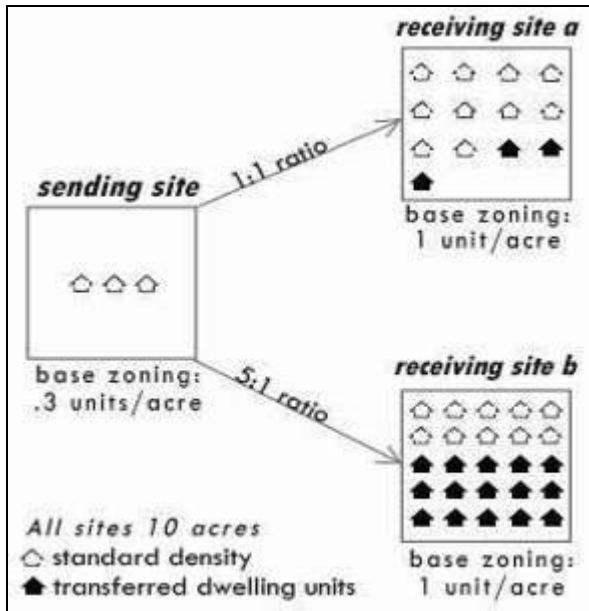 receiving site a
1:1 ratio
sending site
base zoning:
1 unit/acre
base zoning:
.3 units/acre
5:1 ratio
receiving site b
All sites 10 acres
standard density
transferred dwelling units
base zoning:
1 unit/acre